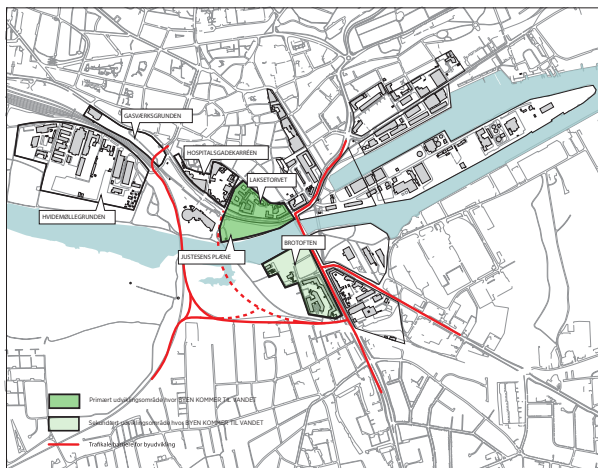 GASVÆRKSGRUNDEN
HOSPITALSGADEKARRÉEN
LAKSETORVET
HVIDEMØLLEGRUNDEN
BROTOFTEN
JUSTESENS PLÆNE
Primært udviklingsområde hvor BYEN KOMMER TIL VANDET
Sekundært udviklingsområde hvor BYEN KOMMER TIL VANDET
Trafikale barrierer for byudvikling